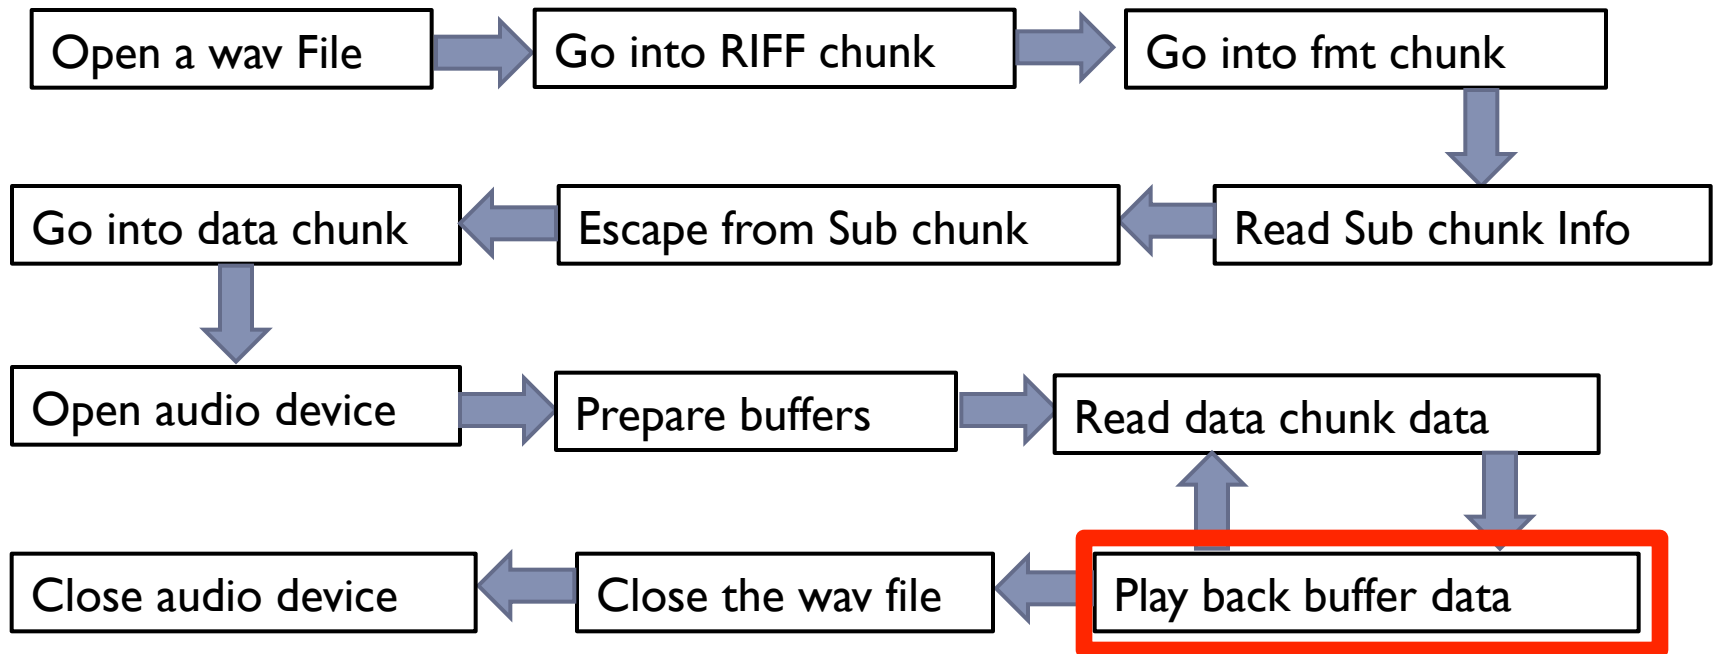 Open a wav File
Go into RIFF chunk
Go into fmt chunk
Read Sub chunk Info
Escape from Sub chunk
Go into data chunk
Open audio device
Prepare buffers
Read data chunk data
Play back buffer data
Close the wav file
Close audio device